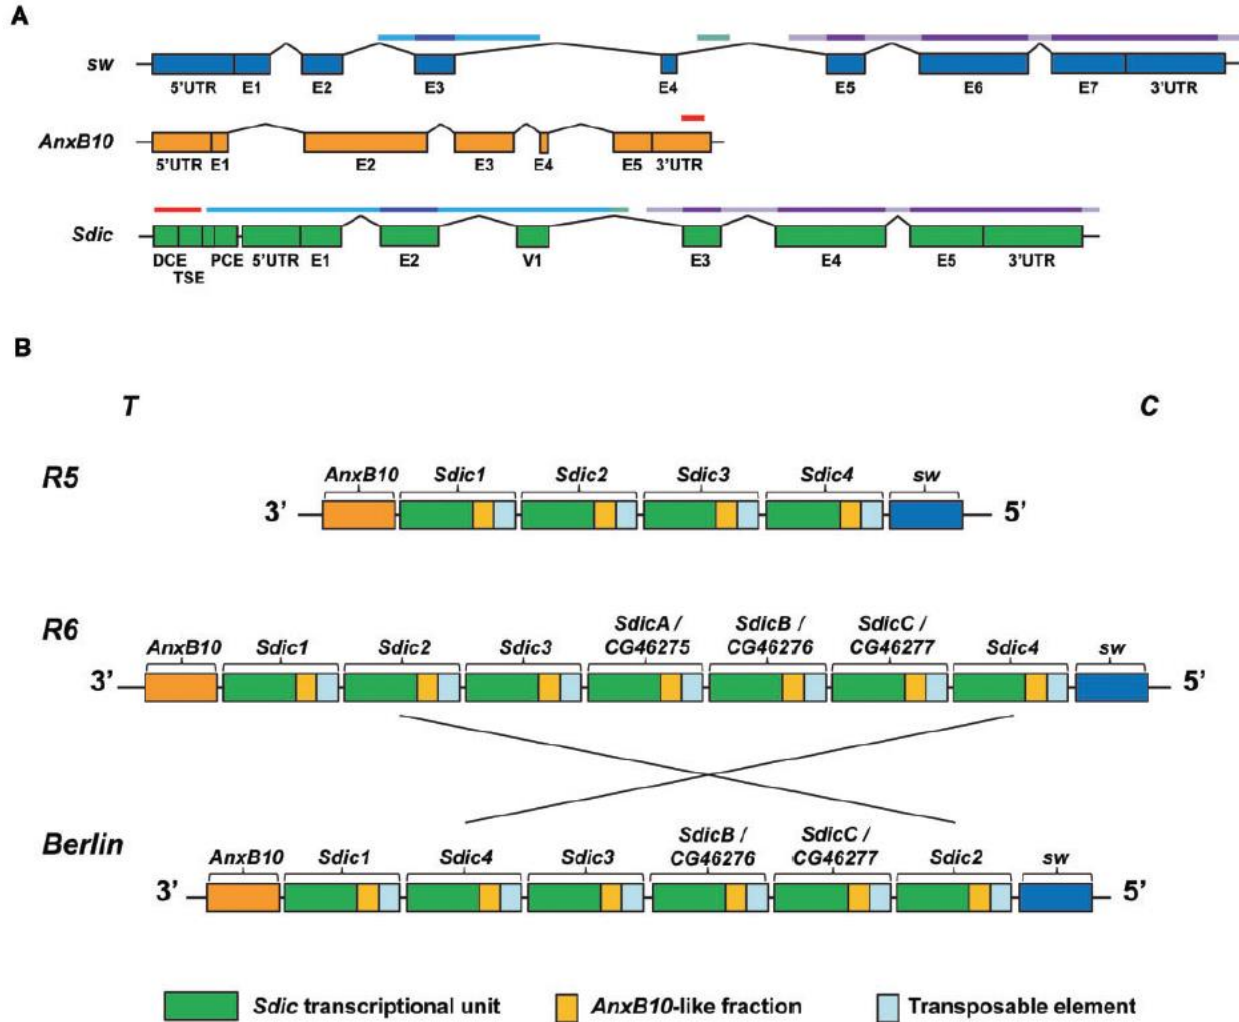 A
sw
5'UTR E1 E2 E3 E4 E5 E6 E7 3'UTR
AnxB10
5'UTR E1 E2 E3 E4 E5 3'UTR
Sdic
DCE PCE 5'UTR E1 E2 V1 E3 E4 E5 3'UTR
TSE
B
T C
R5
AnxB10 Sdic1 Sdic2 Sdic3 Sdic4 sw
3' 5'
R6
SdicA / SdicB / SdicC /
AnxB10 Sdic1 Sdic2 Sdic3 CG46275 CG46276 CG46277 Sdic4 sw
3' 5'
Berlin
SdicB / SdicC /
AnxB10 Sdic1 Sdic4 Sdic3 CG46276 CG46277 Sdic2 sw
3' 5'
Sdic transcriptional unit AnxB10-like fraction Transposable element